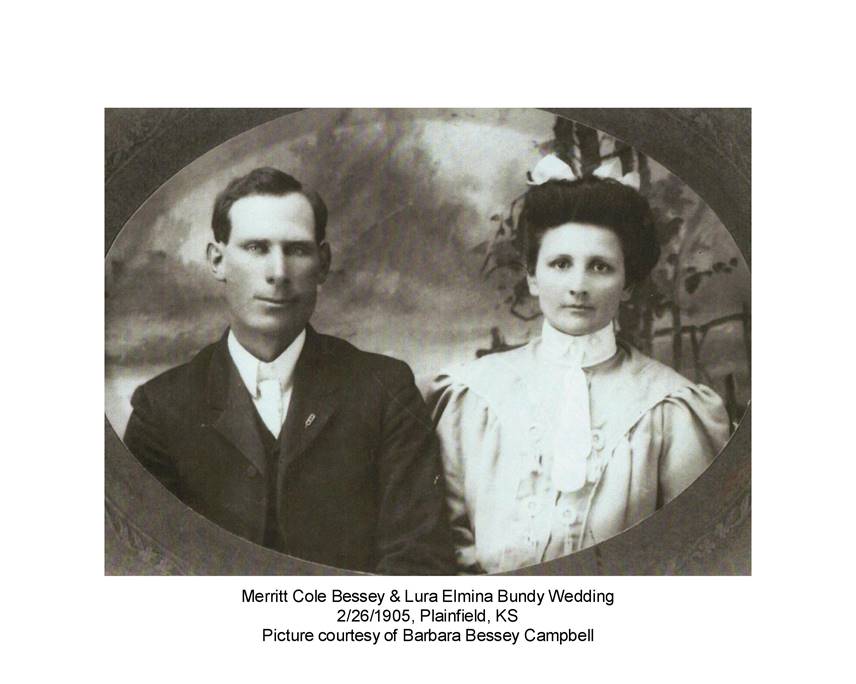 Merritt Cole Bessey & Lura Elmina Bundy Wedding
2/26/1905, Plainfield, KS
Picture courtesy of Barbara Bessey Campbell